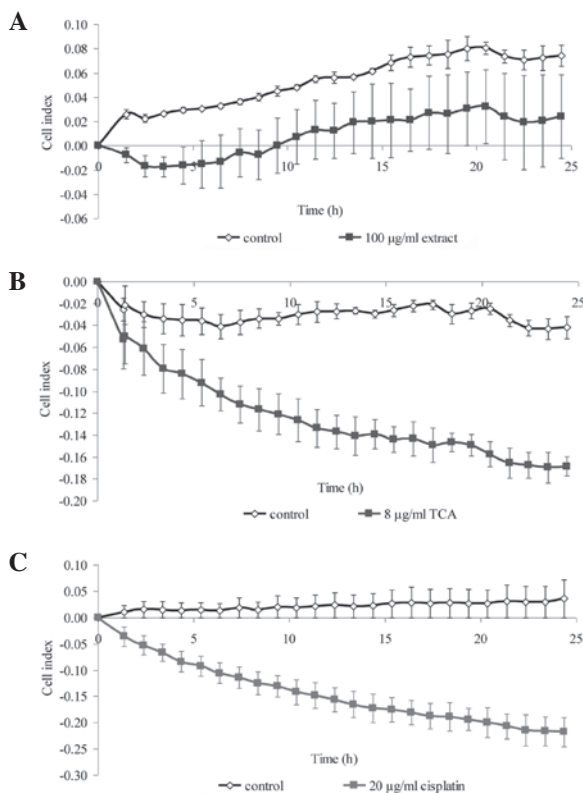 A
0.10
0.08
0.06
0.04
0.02
0.00
-0.02
-0.04
-0.06
Cell index
0 5 10 15 20 25
Time (h)
control 100 µg/ml extract
B
0.00
-0.02
-0.04
-0.06
-0.08
-0.10
-0.12
-0.14
-0.16
-0.18
-0.20
Cell index
0 5 10 15 20 25
Time (h)
control 8 µg/ml TCA
C
0.10
0.05
0.00
-0.05
-0.10
-0.15
-0.20
-0.25
-0.30
Cell index
0 5 10 15 20 25
Time (h)
control 20 µg/ml cisplatin